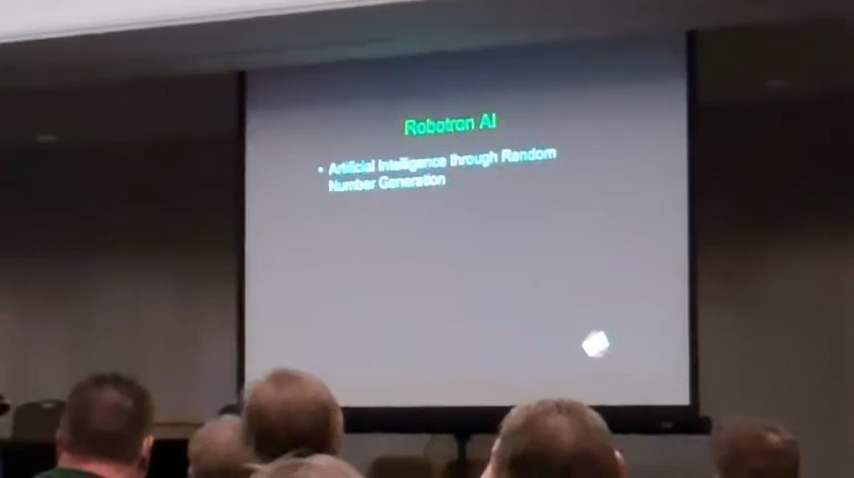 Robotron AI
• Artificial Intelligence through Random
Number Generation